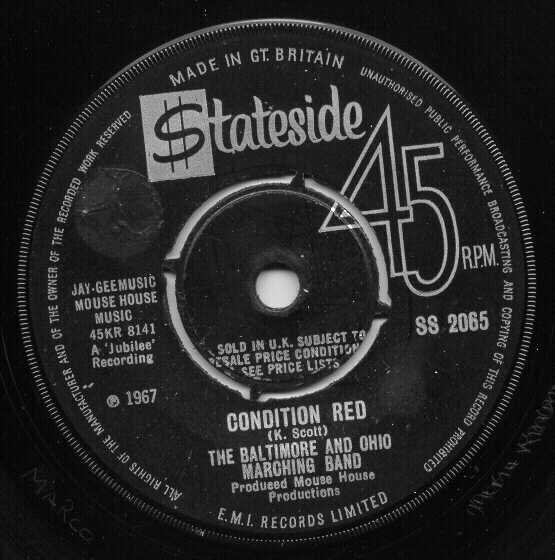 MADE IN GT. BRITAIN
UNAUTHORISED PUBLIC PERFORMANCE BROADCASTING AND COPYING OF THIS RECORD PROHIBITED
ALL RIGHTS OF THE MANUFACTURER AND OF THE OWNER OF THE RECORDED WORK RESERVED
$tateside
45
R.P.M.
JAY-GEE MUSIC
MOUSE HOUSE
MUSIC
45KR 8141
A 'Jubilee'
Recording
℗ 1967
SS 2065
SOLD IN U.K. SUBJECT TO
RESALE PRICE CONDITIONS
SEE PRICE LISTS
CONDITION RED
(K. Scott)
THE BALTIMORE AND OHIO
MARCHING BAND
Produced Mouse House
Productions
E.M.I. RECORDS LIMITED